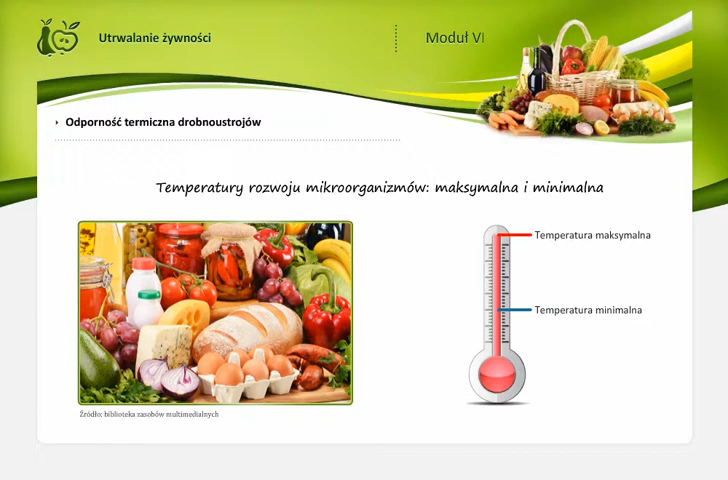 Utrwalanie żywności
Moduł VI
Odporność termiczna drobnoustrojów
Temperatury rozwoju mikroorganizmów: maksymalna i minimalna
Temperatura maksymalna
Temperatura minimalna
Źródło: biblioteka zasobów multimedialnych